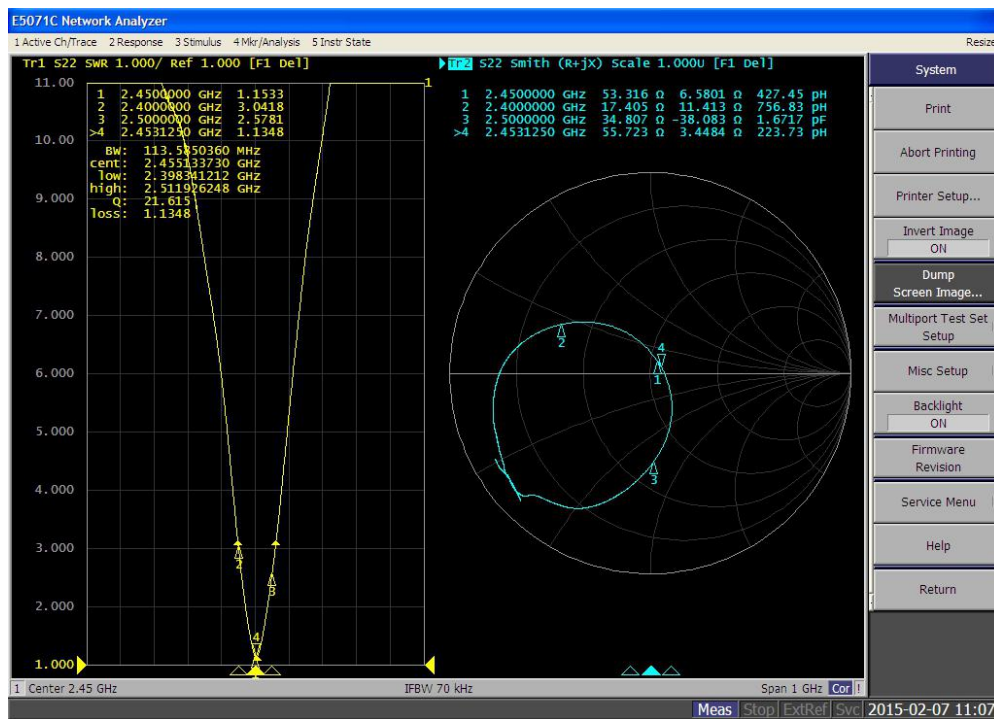 E5071C Network Analyzer
1 Active Ch/Trace 2 Response 3 Stimulus 4 Mkr/Analysis 5 Instr State Resize
Tr1 S22 SWR 1.000/ Ref 1.000 [F1 Del]
11.00
10.00
9.000
8.000
7.000
6.000
5.000
4.000
3.000
2.000
1.000
1
1 2.4500000 GHz 1.1533
2 2.4000000 GHz 3.0418
3 2.5000000 GHz 2.5781
>4 2.4531250 GHz 1.1348
BW: 113.5850360 MHz
cent: 2.455133730 GHz
low: 2.398341212 GHz
high: 2.511926248 GHz
Q: 21.615
loss: 1.1348
2
3
4
1
Tr2 S22 Smith (R+jX) Scale 1.000U [F1 Del]
1 2.4500000 GHz 53.316 Ω 6.5801 Ω 427.45 pH
2 2.4000000 GHz 17.405 Ω 11.413 Ω 756.83 pH
3 2.5000000 GHz 34.807 Ω -38.083 Ω 1.6717 pF
>4 2.4531250 GHz 55.723 Ω 3.4484 Ω 223.73 pH
2
4
1
3
System
Print
Abort Printing
Printer Setup...
Invert Image
ON
Dump
Screen Image...
Multiport Test Set
Setup
Misc Setup
Backlight
ON
Firmware
Revision
Service Menu
Help
Return
1 Center 2.45 GHz IFBW 70 kHz Span 1 GHz Cor !
Meas Stop ExtRef Svc 2015-02-07 11:07